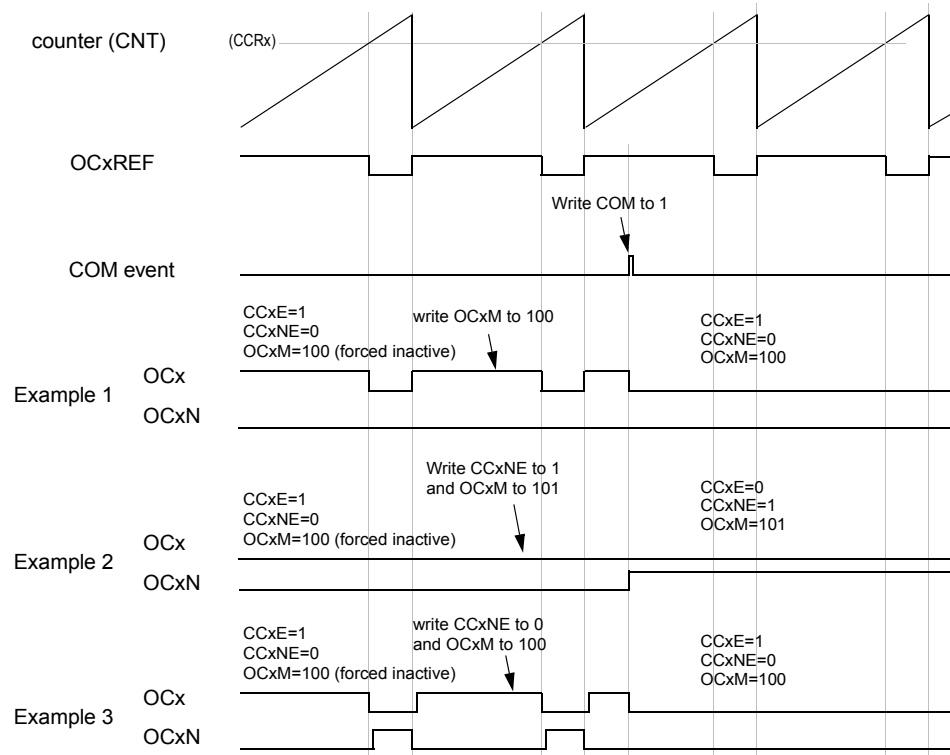 counter (CNT)
(CCRx)
OCxREF
Write COM to 1
COM event
CCxE=1
CCxNE=0
OCxM=100 (forced inactive)
write OCxM to 100
CCxE=1
CCxNE=0
OCxM=100
Example 1
OCx
OCxN
Write CCxNE to 1
and OCxM to 101
CCxE=1
CCxNE=0
OCxM=100 (forced inactive)
CCxE=0
CCxNE=1
OCxM=101
Example 2
OCx
OCxN
write CCxNE to 0
and OCxM to 100
CCxE=1
CCxNE=0
OCxM=100 (forced inactive)
CCxE=1
CCxNE=0
OCxM=100
Example 3
OCx
OCxN